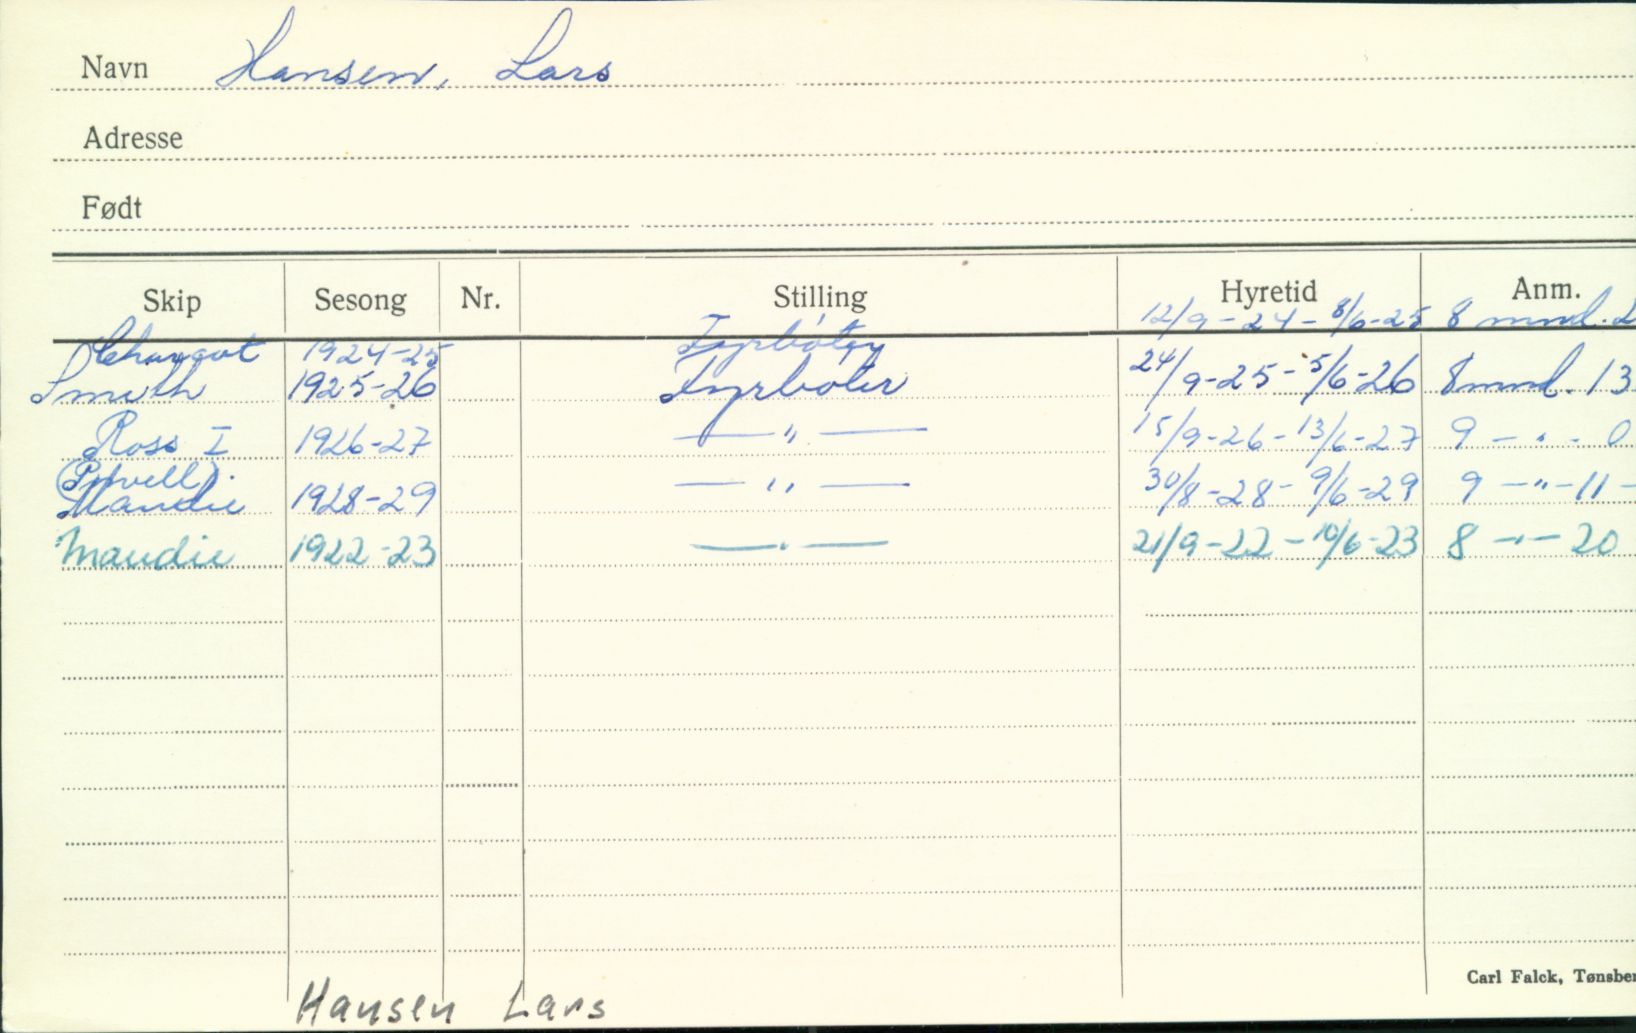 Navn Hansen, Lars
Adresse
Født
Skip Sesong Nr. Stilling Hyretid Anm.
1924-25 Fyrbøter 12/9-24-8/6-25 8 mnd.
Smith 1925-26 Fyrbøter 24/9-25-5/6-26 8 mnd. 13
Ross I 1926-27 —"— 15/9-26-13/6-27 9 -"- 0
Maudie 1928-29 —"— 30/8-28-9/6-29 9 -"- 11 -
Maudie 1922-23 —"— 21/9-22-10/6-23 8 -"- 20
Carl Falck, Tønsber
Hansen Lars